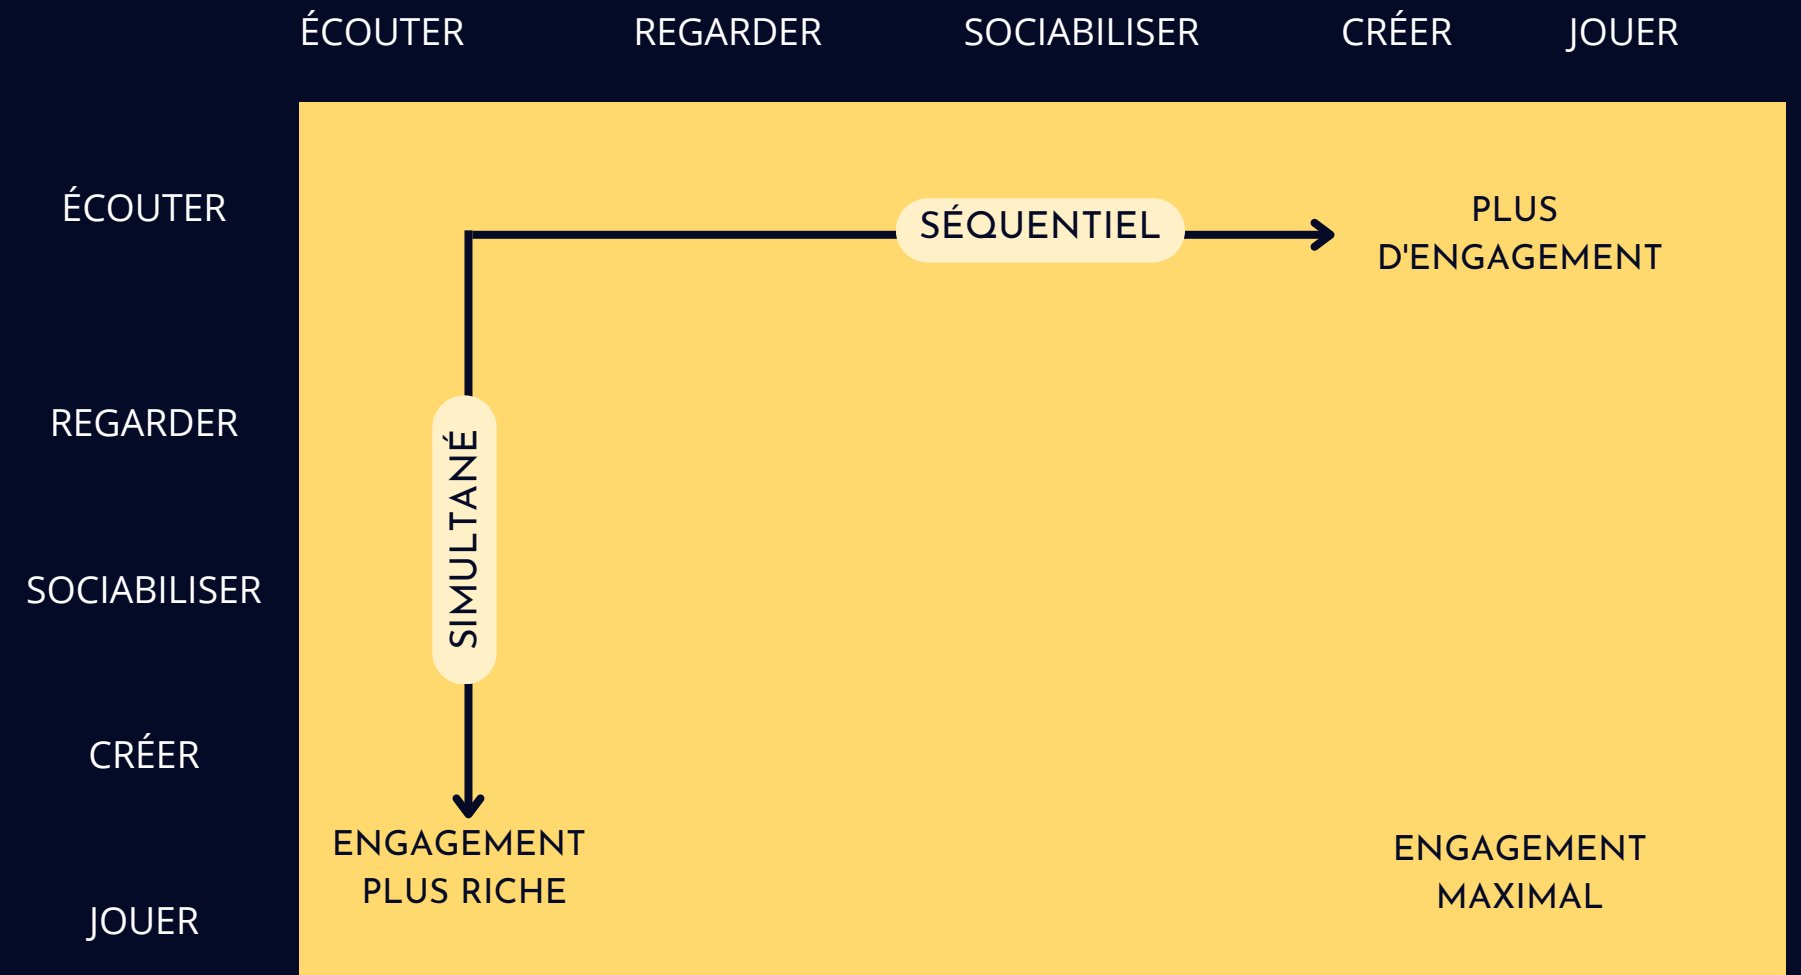 ÉCOUTER REGARDER SOCIABILISER CRÉER JOUER
ÉCOUTER
REGARDER
SOCIABILISER
CRÉER
JOUER
SÉQUENTIEL
PLUS
D'ENGAGEMENT
SIMULTANÉ
ENGAGEMENT
PLUS RICHE
ENGAGEMENT
MAXIMAL